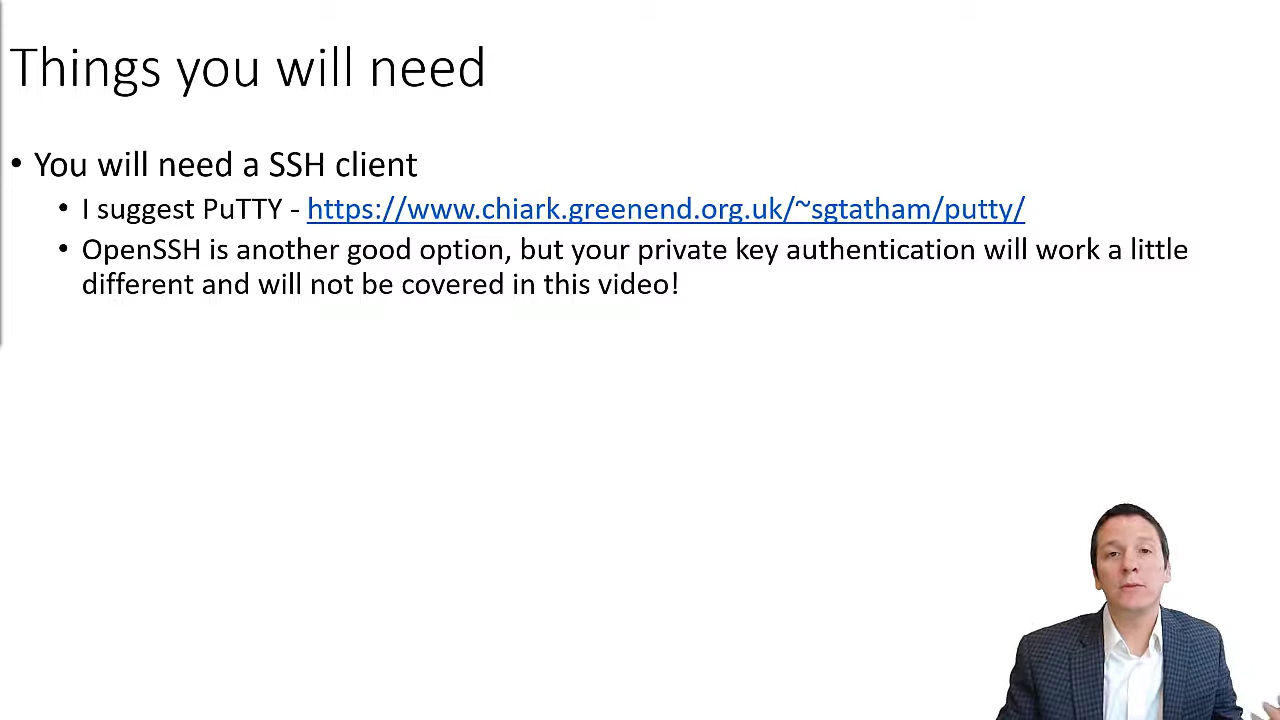 Things you will need
• You will need a SSH client
• I suggest PuTTY - https://www.chiark.greenend.org.uk/~sgtatham/putty/
• OpenSSH is another good option, but your private key authentication will work a little
different and will not be covered in this video!